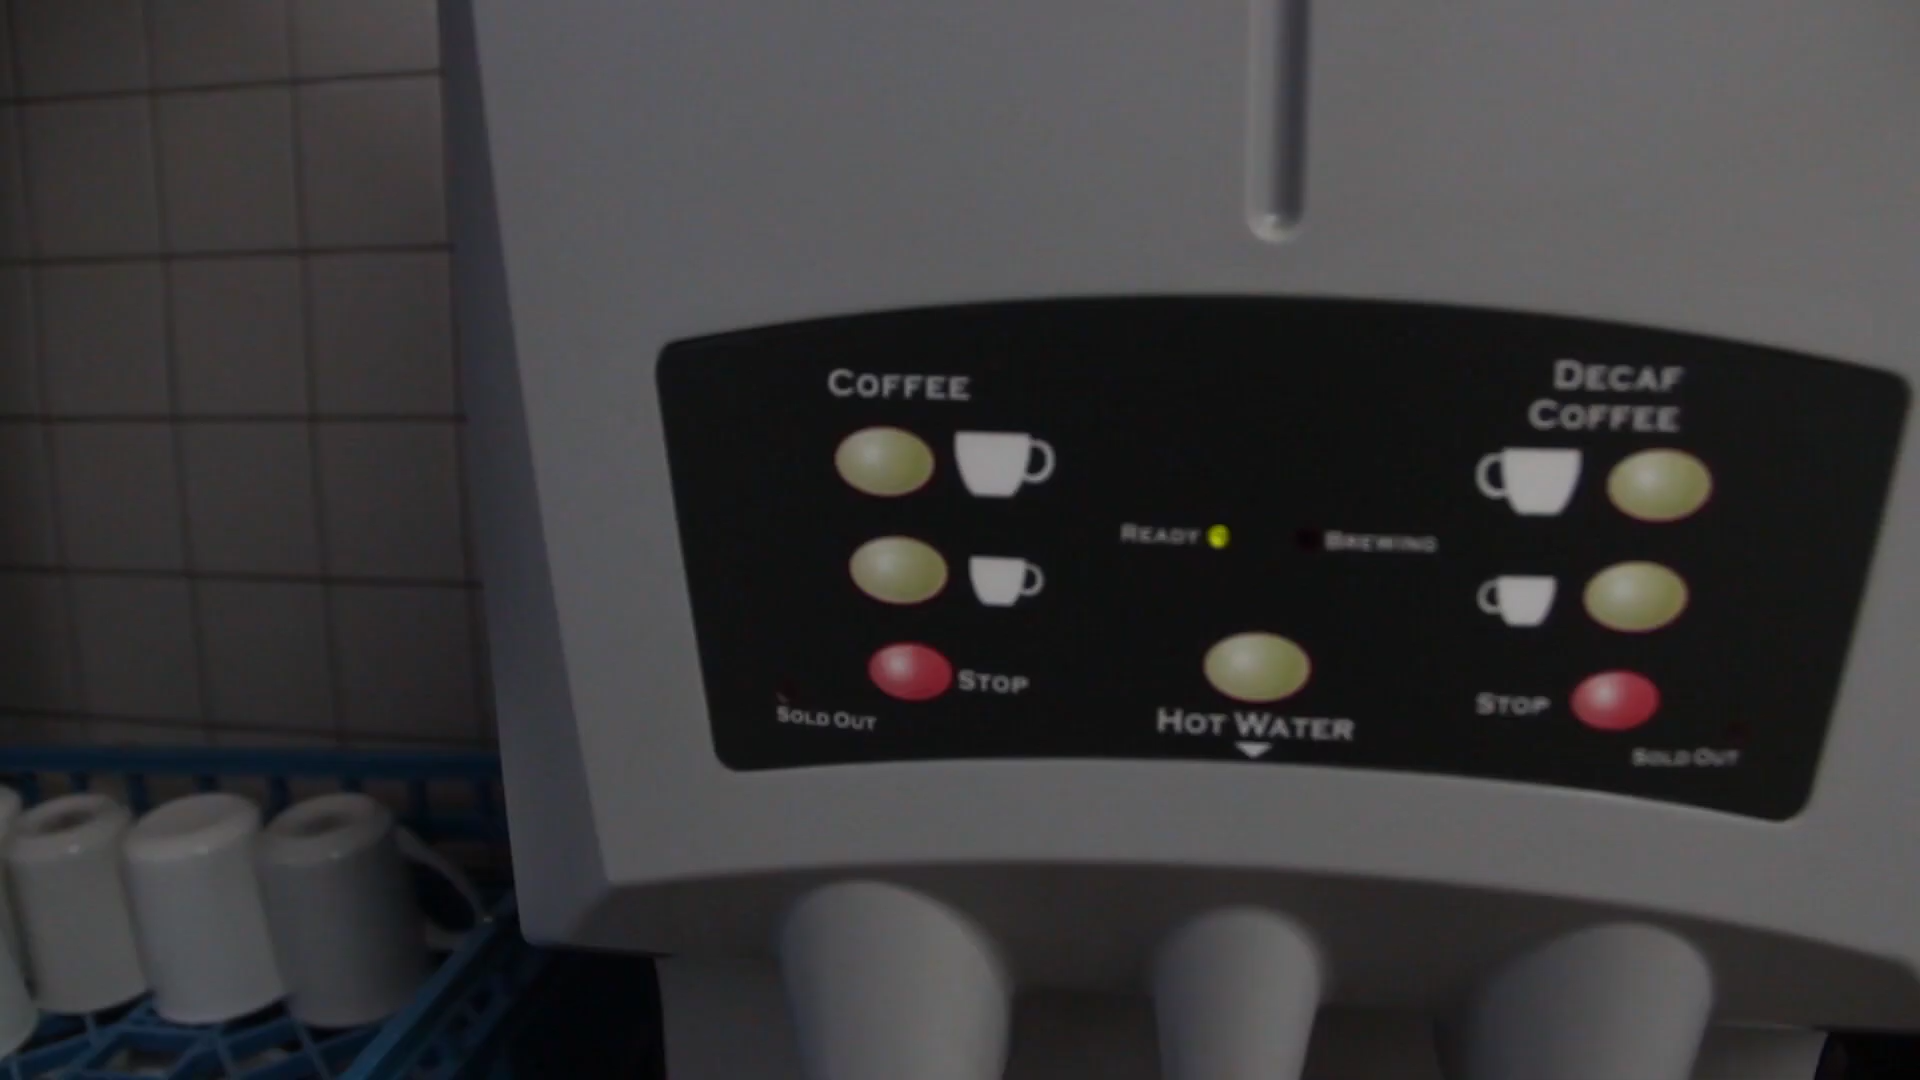 COFFEE
DECAF
COFFEE
READY
BREWING
STOP
SOLD OUT
HOT WATER
STOP
SOLD OUT